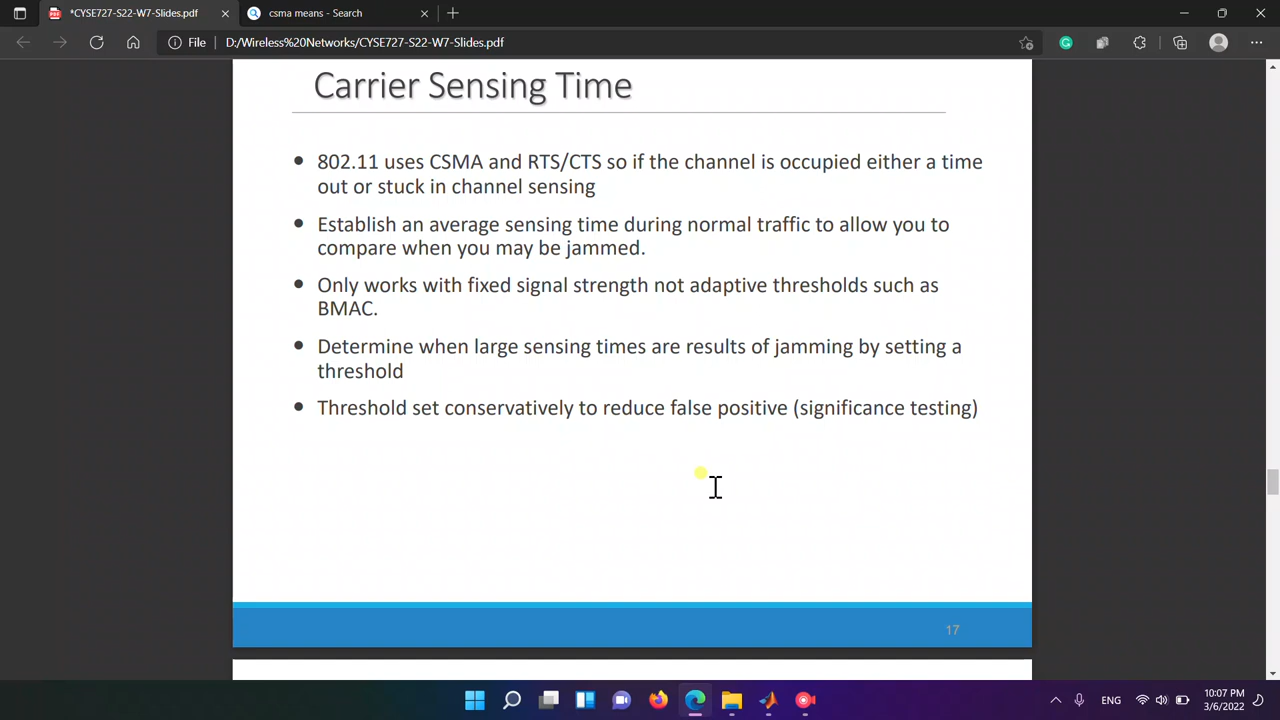 *CYSE727-S22-W7-Slides.pdf
csma means - Search
File
D:/Wireless%20Networks/CYSE727-S22-W7-Slides.pdf
Carrier Sensing Time
802.11 uses CSMA and RTS/CTS so if the channel is occupied either a time
out or stuck in channel sensing
Establish an average sensing time during normal traffic to allow you to
compare when you may be jammed.
Only works with fixed signal strength not adaptive thresholds such as
BMAC.
Determine when large sensing times are results of jamming by setting a
threshold
Threshold set conservatively to reduce false positive (significance testing)
17
ENG
10:07 PM
3/6/2022